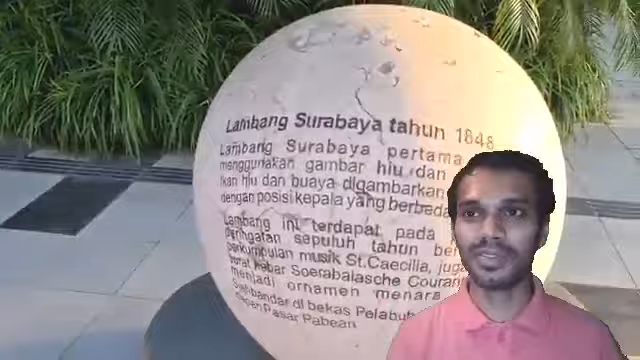 Lambang Surabaya tahun 1848
Lambang Surabaya pertama
menggunakan gambar hiu dan
ikan hiu dan buaya digambarkan
dengan posisi kepala yang berbeda
Lambang ini terdapat pada
peringatan sepuluh tahun
perkumpulan musik St.Caecilia, juga
surat kabar Soerabalasche Courant
menjadi ornamen menara
Syahbandar di bekas
depan Pasar Pabean